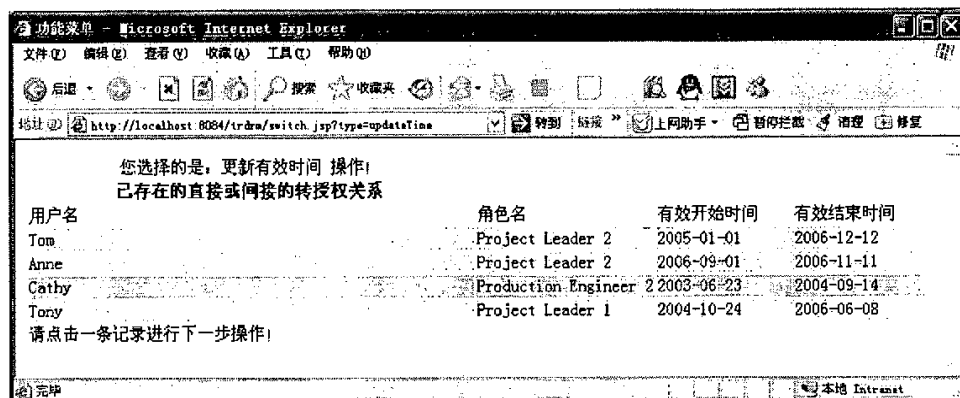 功能菜单 - Microsoft Internet Explorer
文件(F) 编辑(E) 查看(V) 收藏(A) 工具(T) 帮助(H)
后退 搜索 收藏夹
地址(D) http://localhost:8084/trdrm/switch.jsp?type=updateTime 转到 链接 » 上网助手 暂停拦截 清理 修复
您选择的是：更新有效时间 操作!
已存在的直接或间接的转授权关系
用户名 角色名 有效开始时间 有效结束时间
Tom Project Leader 2 2005-01-01 2006-12-12
Anne Project Leader 2 2006-09-01 2006-11-11
Cathy Production Engineer 2 2003-06-23 2004-09-14
Tony Project Leader 1 2004-10-24 2006-06-08
请点击一条记录进行下一步操作!
完毕 本地 Intranet